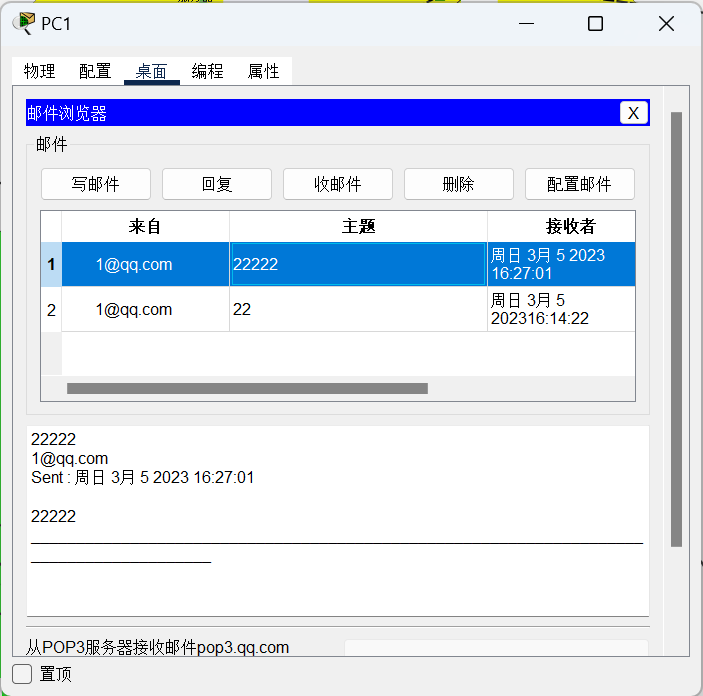 PC1
物理 配置 桌面 编程 属性
邮件浏览器 X
邮件
写邮件 回复 收邮件 删除 配置邮件
来自 主题 接收者
1 1@qq.com 22222 周日 3月 5 2023
16:27:01
2 1@qq.com 22 周日 3月 5
202316:14:22
22222
1@qq.com
Sent : 周日 3月 5 2023 16:27:01
22222
从POP3服务器接收邮件pop3.qq.com
置顶